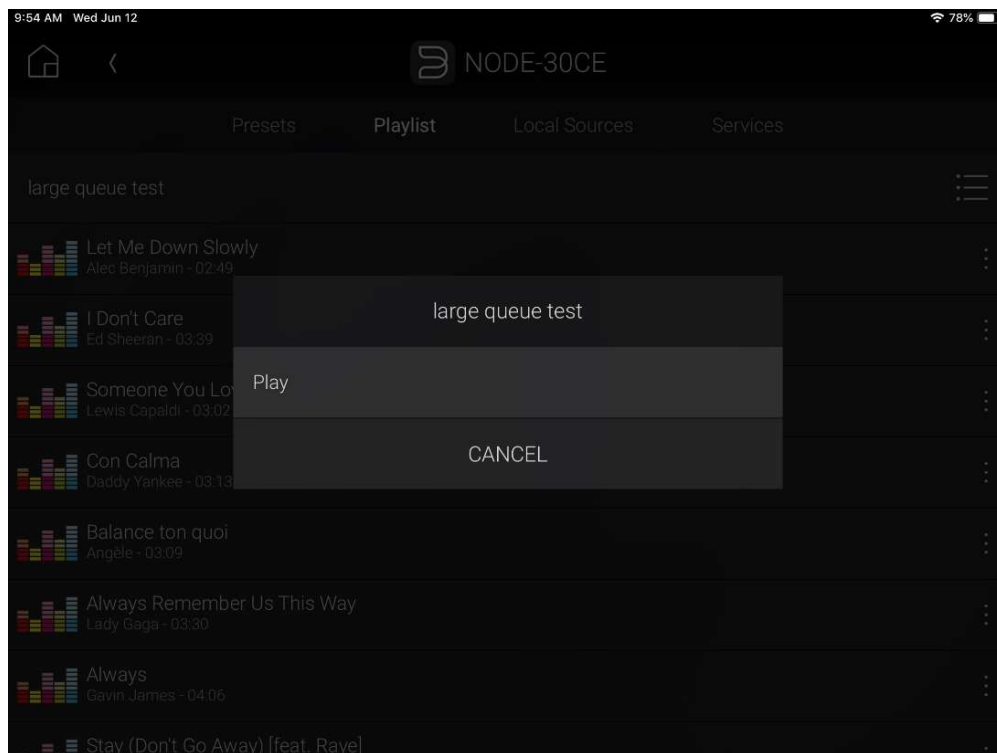 9:54 AM Wed Jun 12
78%
NODE-30CE
Presets Playlist Local Sources Services
large queue test
Let Me Down Slowly
Alec Benjamin - 02:49
I Don't Care
Ed Sheeran - 03:39
Someone You Lo
Lewis Capaldi - 03:02
Con Calma
Daddy Yankee - 03:13
Balance ton quoi
Angèle - 03:09
Always Remember Us This Way
Lady Gaga - 03:30
Always
Gavin James - 04:06
Stay (Don't Go Away) [feat. Raye]
large queue test
Play
CANCEL